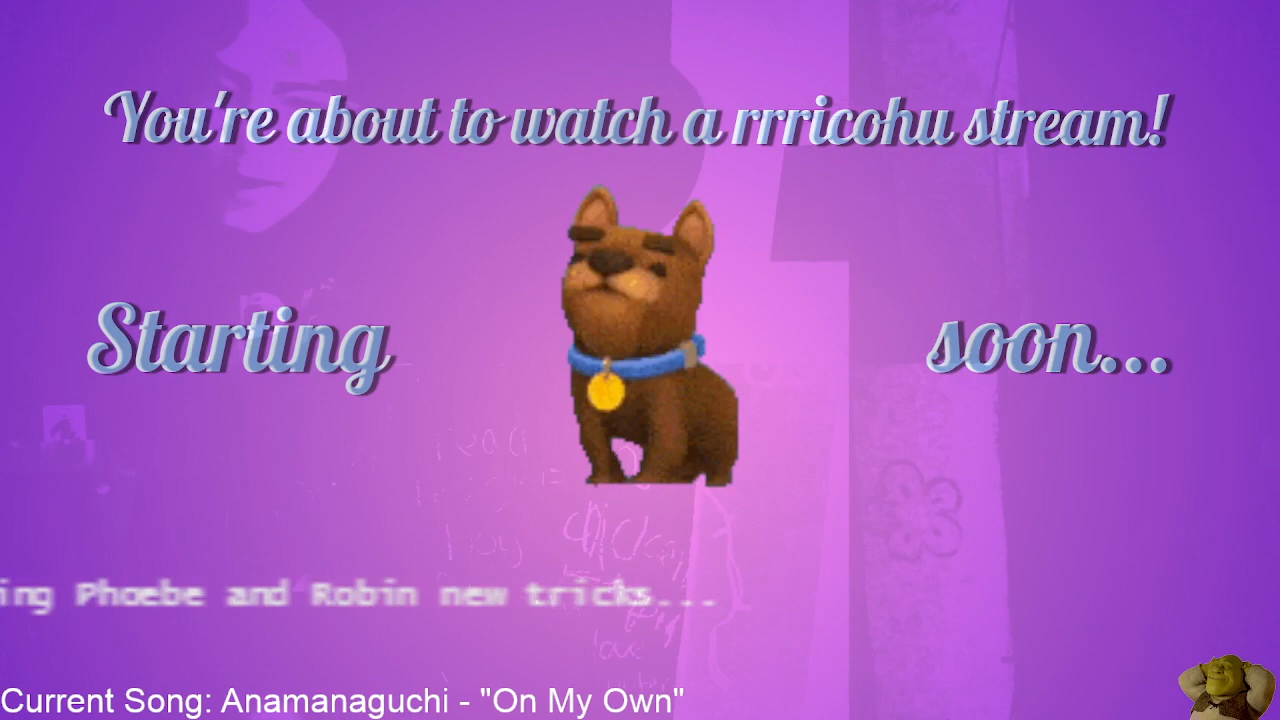 You're about to watch a rrricohu stream!
Starting soon...
ing Phoebe and Robin new tricks...
Current Song: Anamanaguchi - "On My Own"